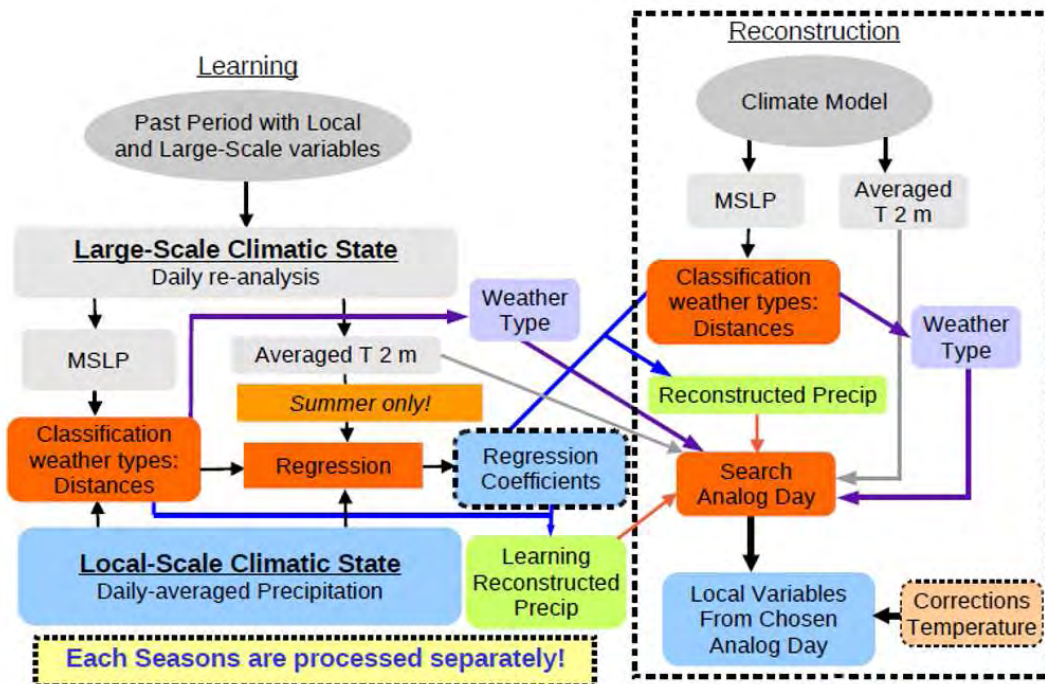 Learning
Past Period with Local
and Large-Scale variables
Large-Scale Climatic State
Daily re-analysis
MSLP
Averaged T 2 m
Summer only!
Classification
weather types:
Distances
Regression
Regression
Coefficients
Weather
Type
Local-Scale Climatic State
Daily-averaged Precipitation
Learning
Reconstructed
Precip
Each Seasons are processed separately!
Reconstruction
Climate Model
MSLP
Averaged
T 2 m
Classification
weather types:
Distances
Weather
Type
Reconstructed Precip
Search
Analog Day
Local Variables
From Chosen
Analog Day
Corrections
Temperature